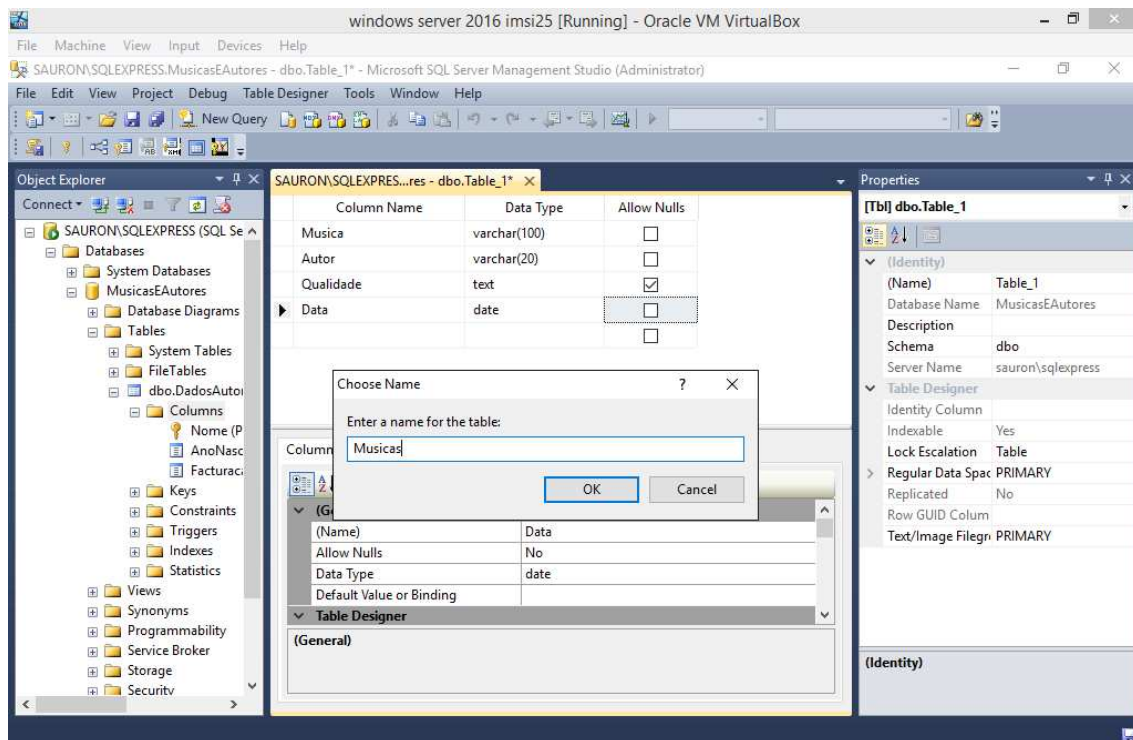 windows server 2016 imsi25 [Running] - Oracle VM VirtualBox
File Machine View Input Devices Help
SAURON\SQLEXPRESS.MusicasEAutores - dbo.Table_1* - Microsoft SQL Server Management Studio (Administrator)
File Edit View Project Debug Table Designer Tools Window Help
New Query
Object Explorer
Connect
SAURON\SQLEXPRESS (SQL Se
Databases
System Databases
MusicasEAutores
Database Diagrams
Tables
System Tables
FileTables
dbo.DadosAutor
Columns
Nome (P
AnoNasc
Facturaca
Keys
Constraints
Triggers
Indexes
Statistics
Views
Synonyms
Programmability
Service Broker
Storage
Security
SAURON\SQLEXPRES...res - dbo.Table_1*
Column Name Data Type Allow Nulls
Musica varchar(100)
Autor varchar(20)
Qualidade text
Data date
Choose Name ?
Enter a name for the table:
Musicas
OK Cancel
Column
(Ge
(Name) Data
Allow Nulls No
Data Type date
Default Value or Binding
Table Designer
(General)
Properties
[Tbl] dbo.Table_1
(Identity)
(Name) Table_1
Database Name MusicasEAutores
Description
Schema dbo
Server Name sauron\sqlexpress
Table Designer
Identity Column
Indexable Yes
Lock Escalation Table
Regular Data Spac PRIMARY
Replicated No
Row GUID Colum
Text/Image Filegr PRIMARY
(Identity)